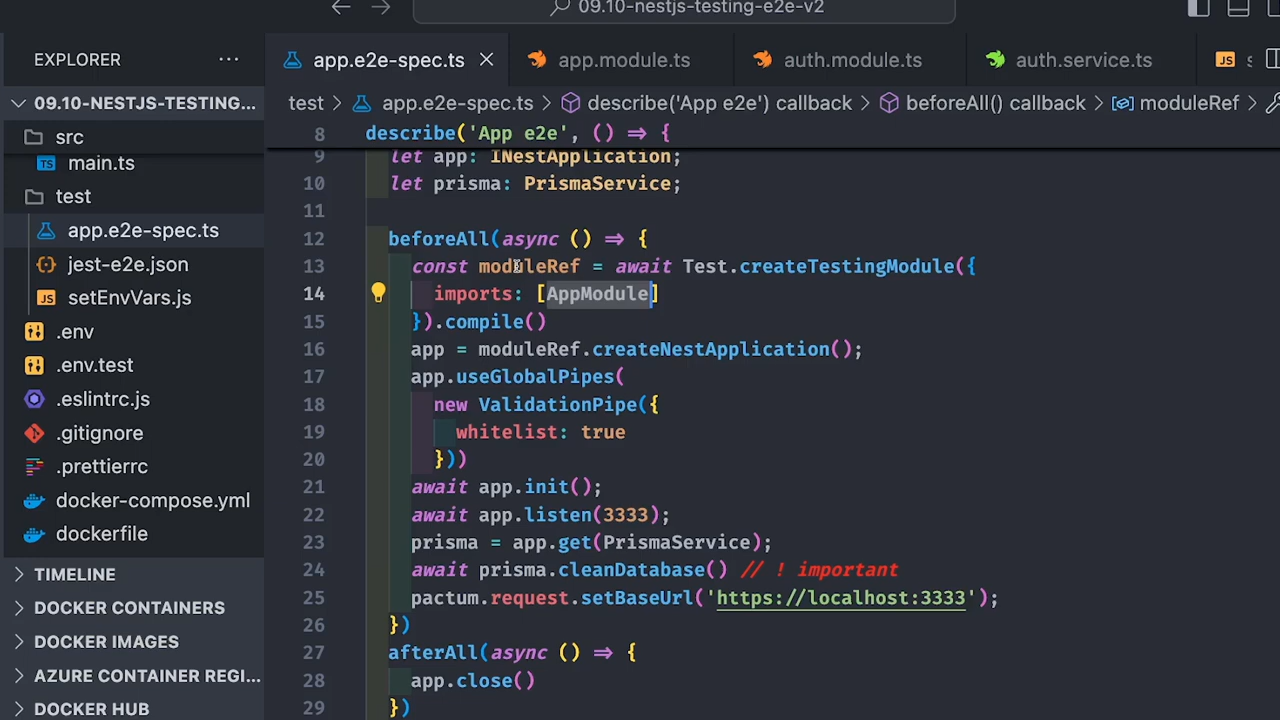 09.10-nestjs-testing-e2e-v2
EXPLORER ···
app.e2e-spec.ts
app.module.ts
auth.module.ts
auth.service.ts
JS s
09.10-NESTJS-TESTING...
test > app.e2e-spec.ts > describe('App e2e') callback > beforeAll() callback > moduleRef >
src
TS main.ts
test
app.e2e-spec.ts
jest-e2e.json
JS setEnvVars.js
.env
.env.test
.eslintrc.js
.gitignore
.prettierrc
docker-compose.yml
dockerfile
TIMELINE
DOCKER CONTAINERS
DOCKER IMAGES
AZURE CONTAINER REGI...
DOCKER HUB
8 describe('App e2e', () => {
9 let app: INestApplication;
10 let prisma: PrismaService;
11
12 beforeAll(async () => {
13 const moduleRef = await Test.createTestingModule({
14 imports: [AppModule]
15 }).compile()
16 app = moduleRef.createNestApplication();
17 app.useGlobalPipes(
18 new ValidationPipe({
19 whitelist: true
20 }))
21 await app.init();
22 await app.listen(3333);
23 prisma = app.get(PrismaService);
24 await prisma.cleanDatabase() // ! important
25 pactum.request.setBaseUrl('https://localhost:3333');
26 })
27 afterAll(async () => {
28 app.close()
29 })